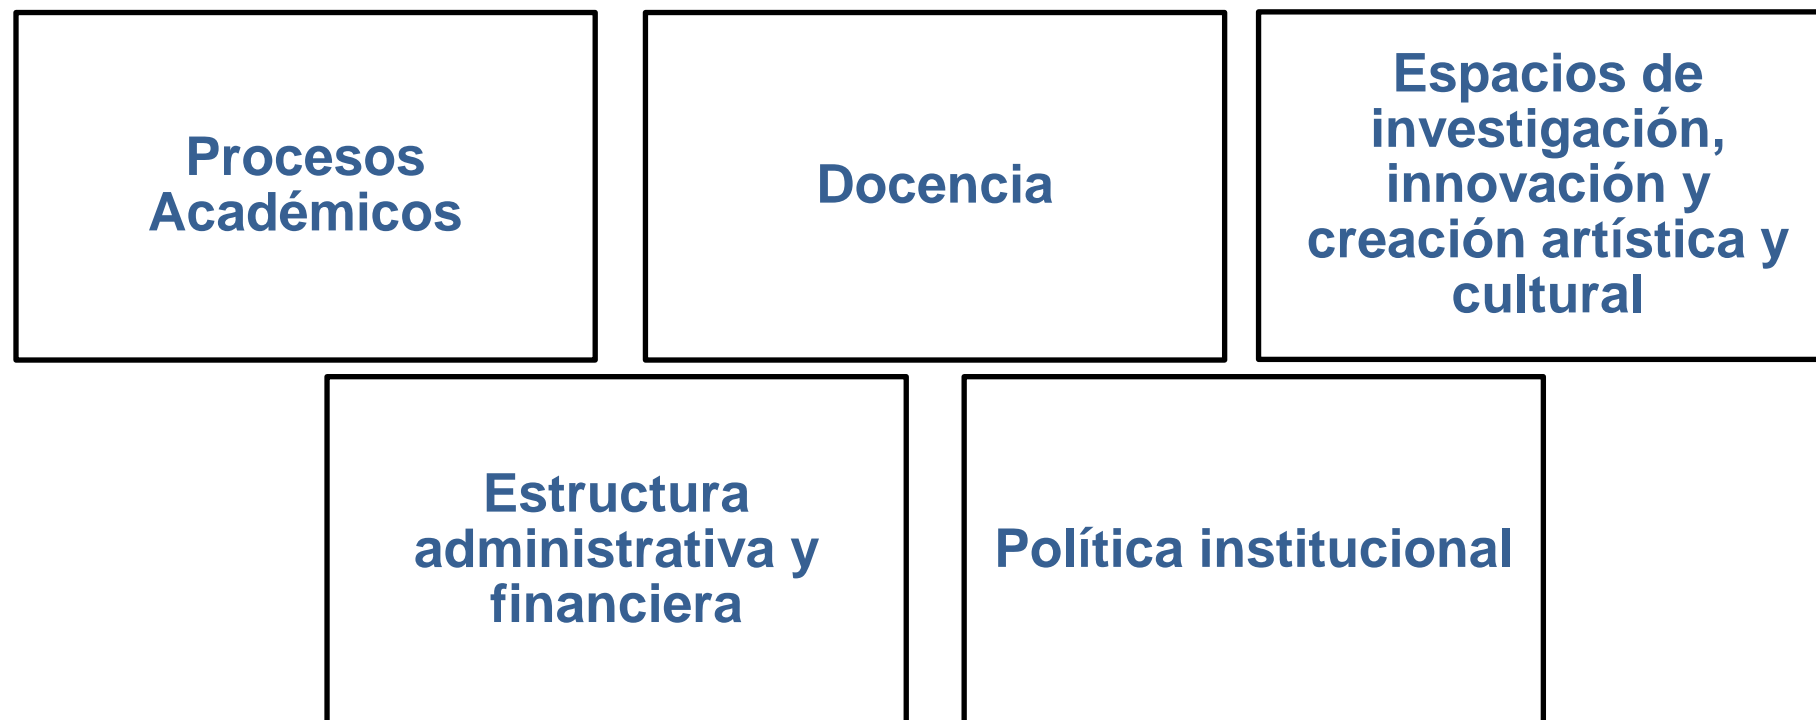 Procesos
Académicos
Docencia
Espacios de
investigación,
innovación y
creación artística y
cultural
Estructura
administrativa y
financiera
Política institucional